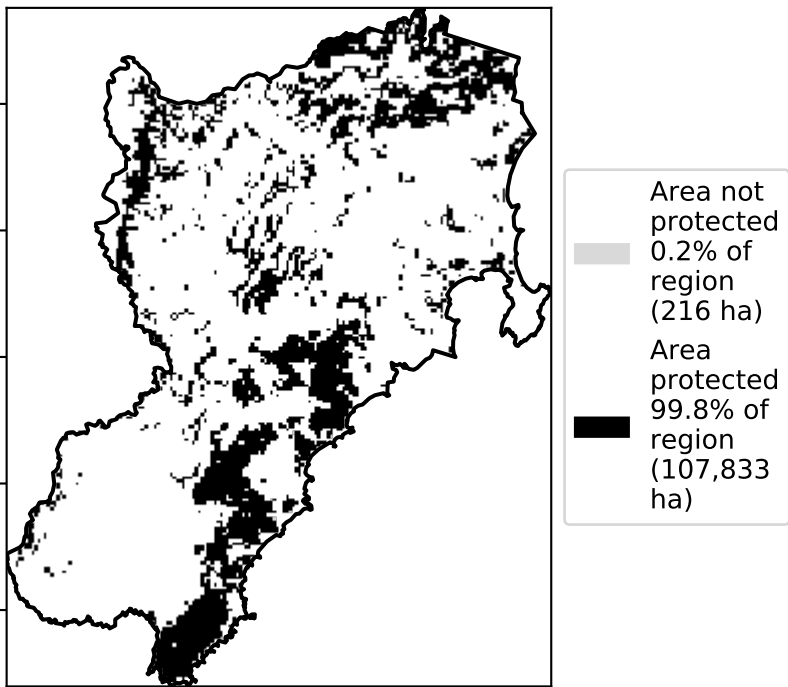 Area not
protected
0.2% of
region
(216 ha)
Area
protected
99.8% of
region
(107,833
ha)